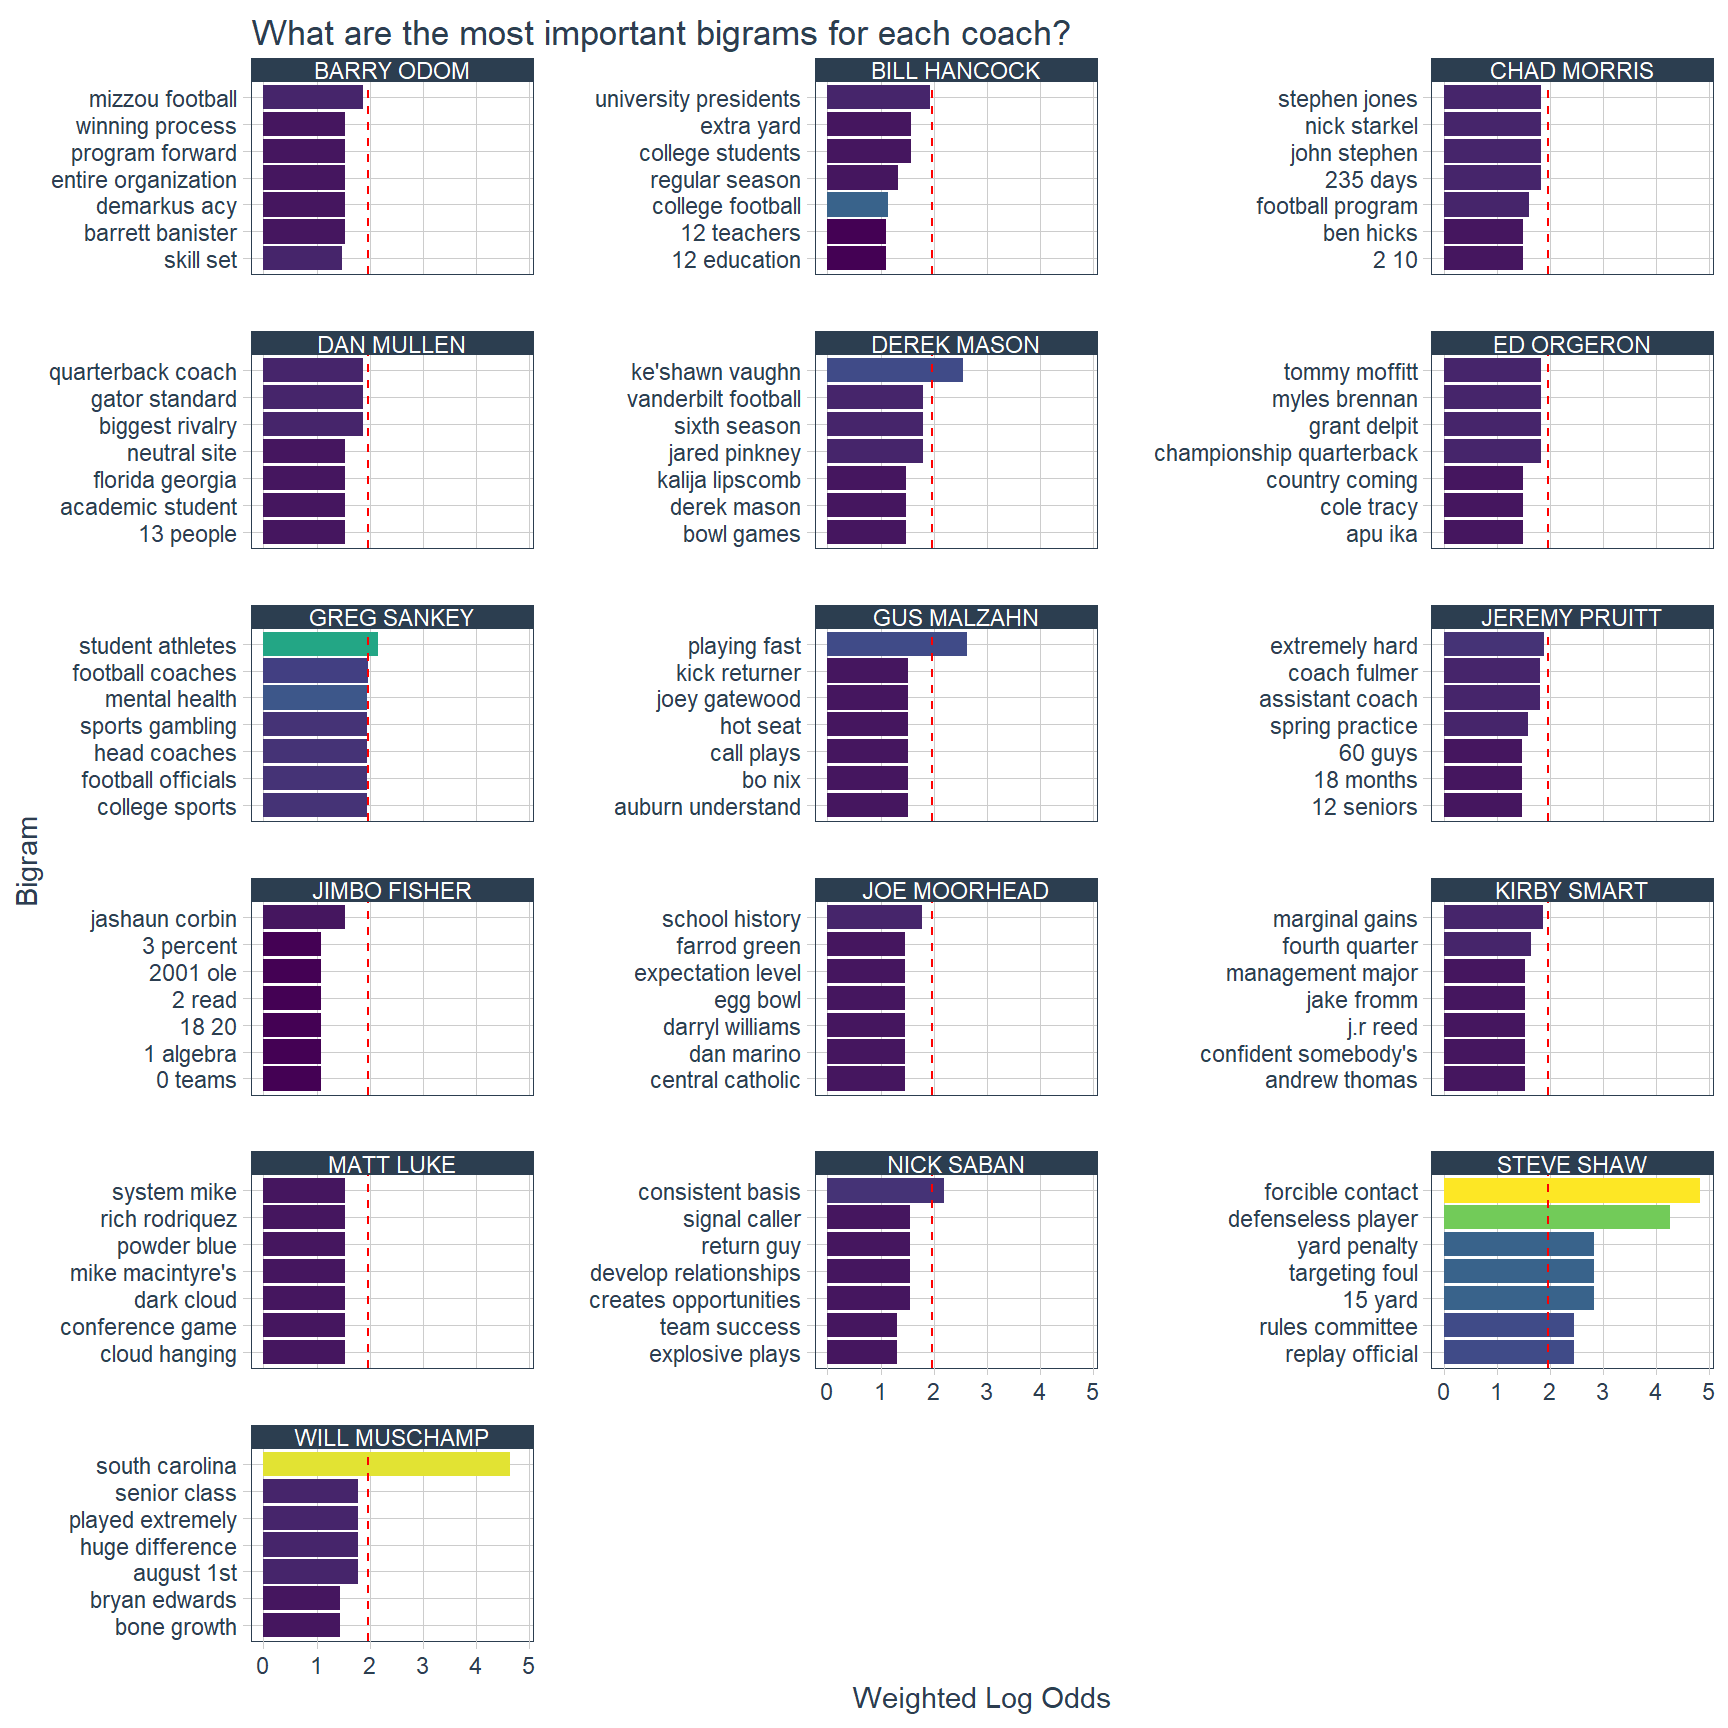 What are the most important bigrams for each coach?
BARRY ODOM
mizzou football
winning process
program forward
entire organization
demarkus acy
barrett banister
skill set
BILL HANCOCK
university presidents
extra yard
college students
regular season
college football
12 teachers
12 education
CHAD MORRIS
stephen jones
nick starkel
john stephen
235 days
football program
ben hicks
2 10
DAN MULLEN
quarterback coach
gator standard
biggest rivalry
neutral site
florida georgia
academic student
13 people
DEREK MASON
ke'shawn vaughn
vanderbilt football
sixth season
jared pinkney
kalija lipscomb
derek mason
bowl games
ED ORGERON
tommy moffitt
myles brennan
grant delpit
championship quarterback
country coming
cole tracy
apu ika
GREG SANKEY
student athletes
football coaches
mental health
sports gambling
head coaches
football officials
college sports
GUS MALZAHN
playing fast
kick returner
joey gatewood
hot seat
call plays
bo nix
auburn understand
JEREMY PRUITT
extremely hard
coach fulmer
assistant coach
spring practice
60 guys
18 months
12 seniors
JIMBO FISHER
jashaun corbin
3 percent
2001 ole
2 read
18 20
1 algebra
0 teams
JOE MOORHEAD
school history
farrod green
expectation level
egg bowl
darryl williams
dan marino
central catholic
KIRBY SMART
marginal gains
fourth quarter
management major
jake fromm
j.r reed
confident somebody's
andrew thomas
MATT LUKE
system mike
rich rodriquez
powder blue
mike macintyre's
dark cloud
conference game
cloud hanging
NICK SABAN
consistent basis
signal caller
return guy
develop relationships
creates opportunities
team success
explosive plays
0 1 2 3 4 5
STEVE SHAW
forcible contact
defenseless player
yard penalty
targeting foul
15 yard
rules committee
replay official
0 1 2 3 4 5
WILL MUSCHAMP
south carolina
senior class
played extremely
huge difference
august 1st
bryan edwards
bone growth
0 1 2 3 4 5
Bigram
Weighted Log Odds